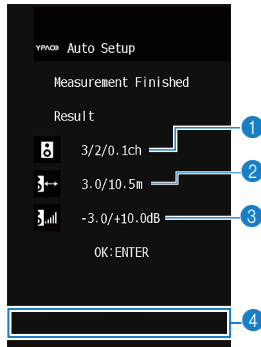 YPAO Auto Setup
Measurement Finished
Result
3/2/0.1ch
1
3.0/10.5m
2
-3.0/+10.0dB
3
OK:ENTER
4